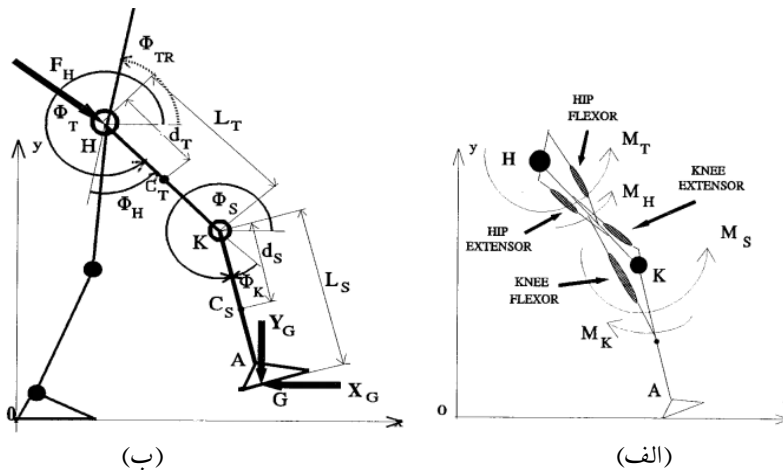 Φ_TR
F_H
Φ_T
L_T
H
d_T
y
C_T
Φ_H
Φ_S
K
d_S
Φ_K
L_S
C_S
Y_G
A
G
X_G
0
x
(ب)
HIP
FLEXOR
y
H
M_T
M_H
KNEE
EXTENSOR
HIP
EXTENSOR
M_S
K
KNEE
FLEXOR
M_K
A
O
(الف)